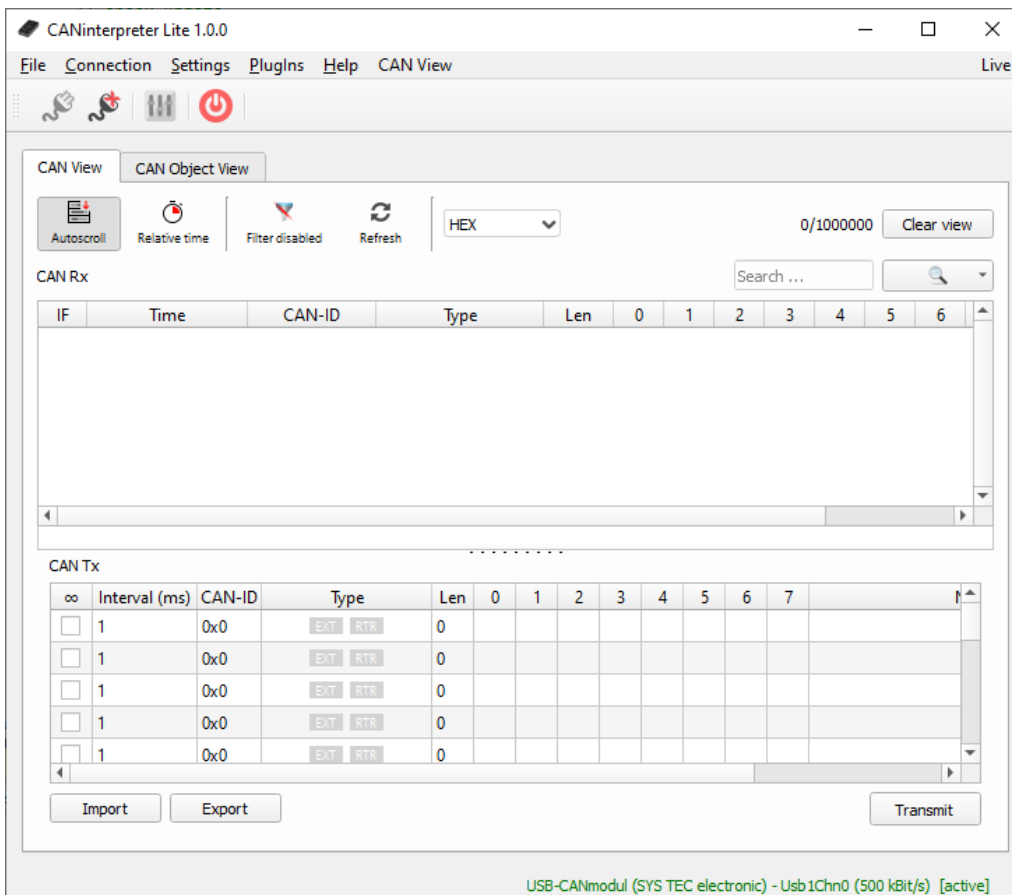 CANinterpreter Lite 1.0.0
File Connection Settings PlugIns Help CAN View Live
CAN View CAN Object View
Autoscroll Relative time Filter disabled Refresh HEX 0/1000000 Clear view
CAN Rx Search ...
IF Time CAN-ID Type Len 0 1 2 3 4 5 6
CAN Tx
∞ Interval (ms) CAN-ID Type Len 0 1 2 3 4 5 6 7
1 0x0 EXT RTR 0
1 0x0 EXT RTR 0
1 0x0 EXT RTR 0
1 0x0 EXT RTR 0
1 0x0 EXT RTR 0
Import Export Transmit
USB-CANmodul (SYS TEC electronic) - Usb1Chn0 (500 kBit/s) [active]